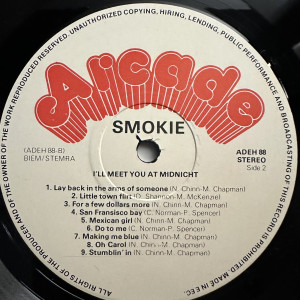 ALL RIGHTS OF THE PRODUCER AND OF THE OWNER OF THE WORK REPRODUCED RESERVED. UNAUTHORIZED COPYING, HIRING, LENDING, PUBLIC PERFORMANCE AND BROADCASTING OF THIS RECORD IS PROHIBITED. MADE IN E.E.C.
Arcade
SMOKIE
(ADEH 88-B)
BIEM/STEMRA
ADEH 88
STEREO
Side 2
I'LL MEET YOU AT MIDNICHT
1. Lay back in the arms of someone (N. Chinn-M. Chapman)
2. Little town flirt (D. Shannon-M. McKenzie)
3. For a few dollars more (N. Chinn-M. Chapman)
4. San Fransisco bay (C. Norman-P. Spencer)
5. Mexican girl (C. Norman-P. Spencer)
6. Do to me (C. Norman-P. Spencer)
7. Making me blue (N. Chinn-M. Chapman)
8. Oh Carol (N. Chinn-M. Chapman)
9. Stumblin' in (N. Chinn-M. Chapman)